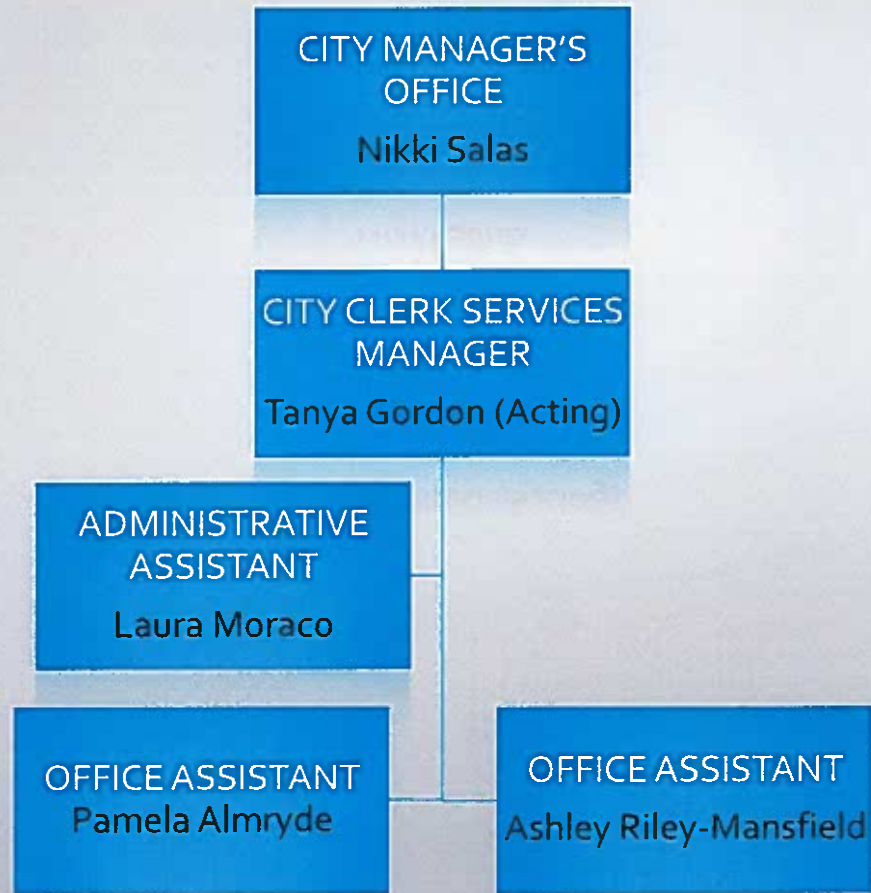 CITY MANAGER'S
OFFICE
Nikki Salas
CITY CLERK SERVICES
MANAGER
Tanya Gordon (Acting)
ADMINISTRATIVE
ASSISTANT
Laura Moraco
OFFICE ASSISTANT
Pamela Almryde
OFFICE ASSISTANT
Ashley Riley-Mansfield